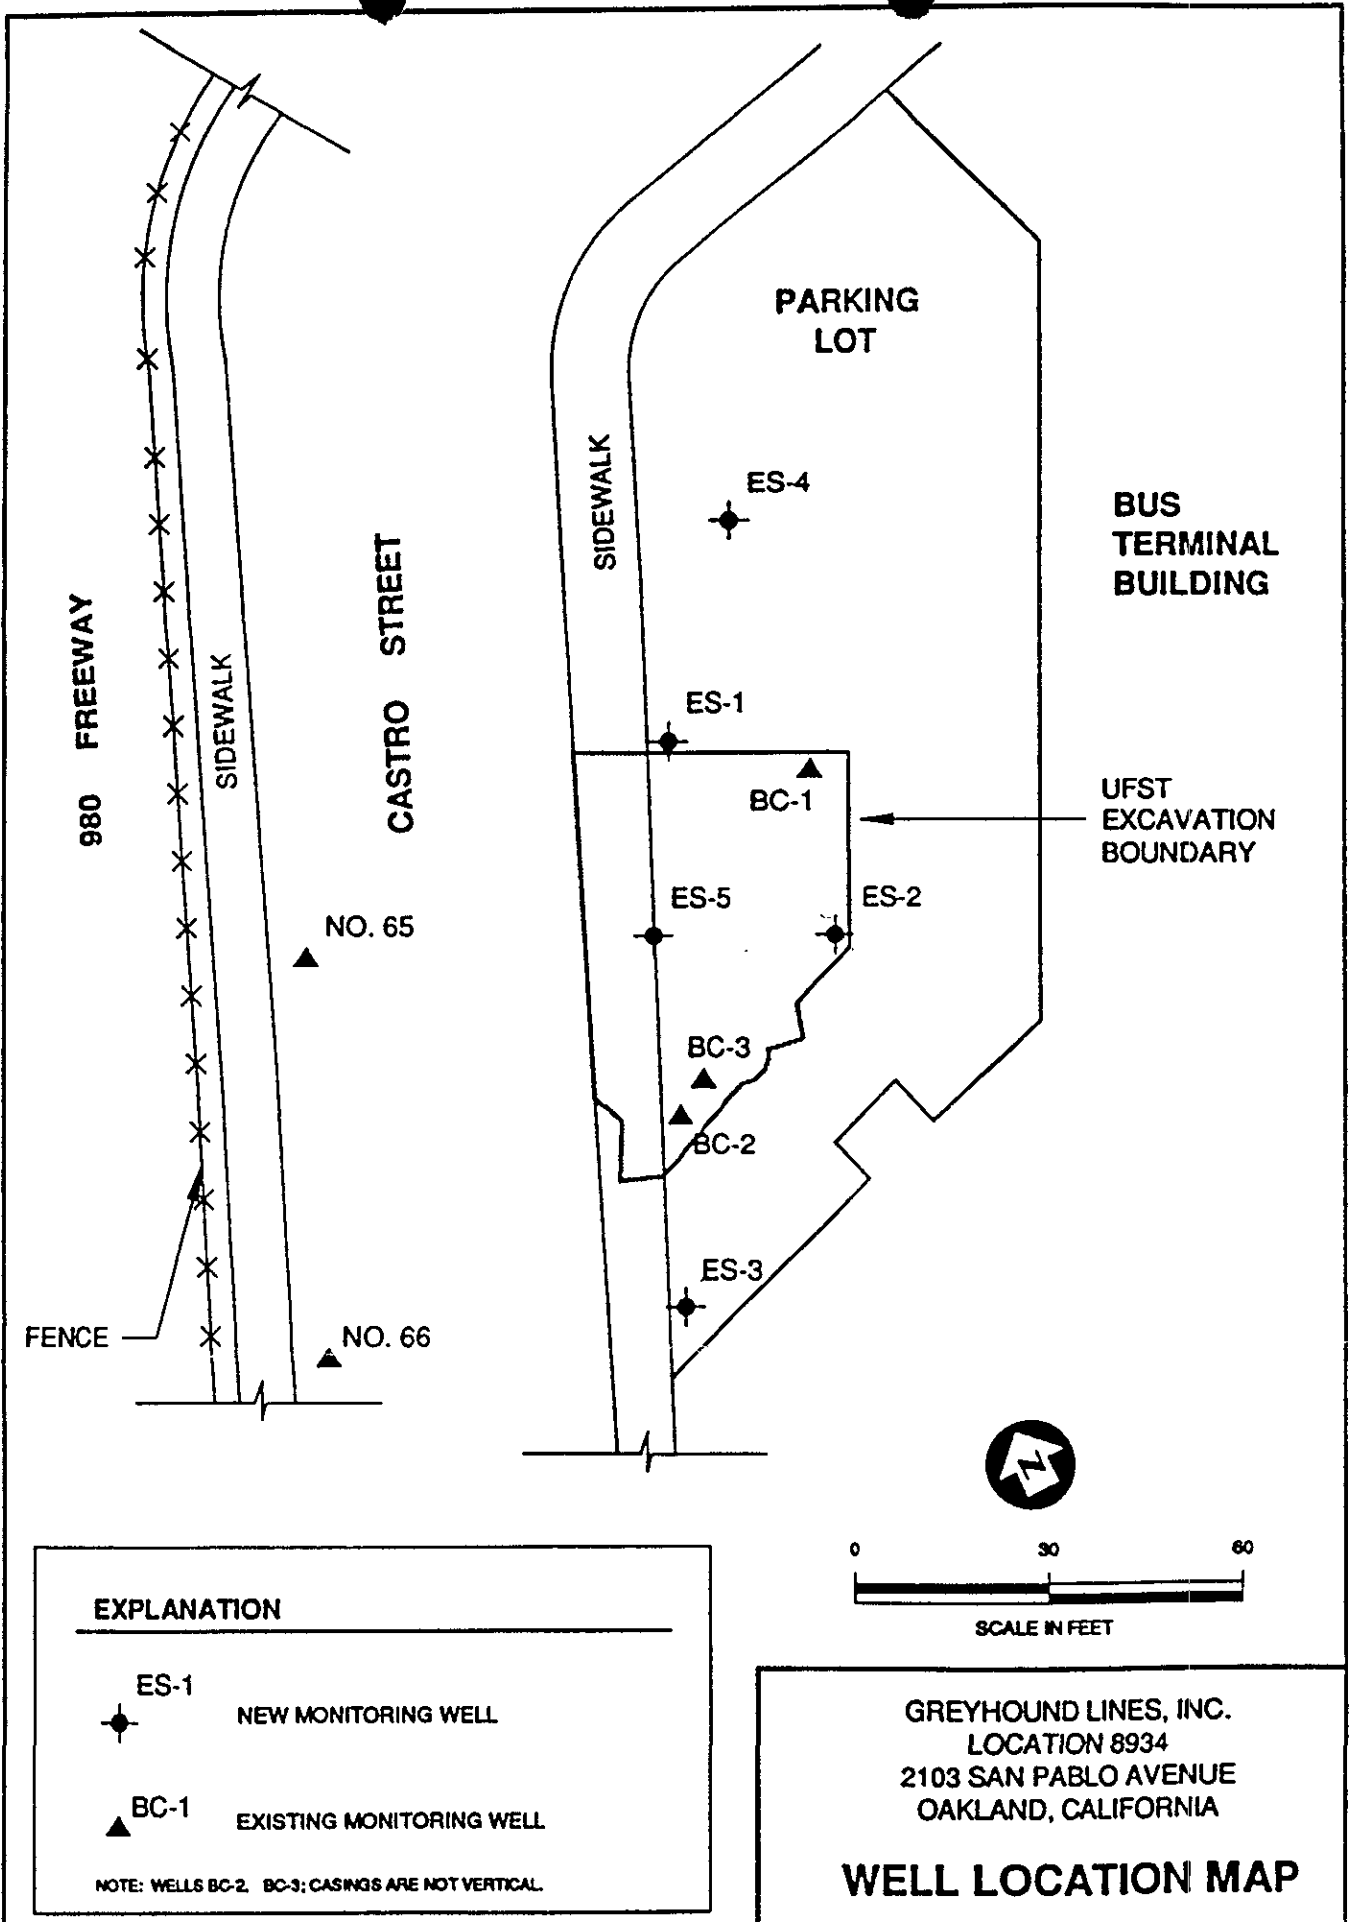 PARKING
LOT
SIDEWALK
ES-4
BUS
TERMINAL
BUILDING
980 FREEWAY
SIDEWALK
CASTRO STREET
ES-1
BC-1
UFST
EXCAVATION
BOUNDARY
ES-5
ES-2
NO. 65
BC-3
BC-2
ES-3
FENCE
NO. 66
N
0 30 60
SCALE IN FEET
EXPLANATION
ES-1
NEW MONITORING WELL
BC-1
EXISTING MONITORING WELL
NOTE: WELLS BC-2, BC-3; CASINGS ARE NOT VERTICAL.
GREYHOUND LINES, INC.
LOCATION 8934
2103 SAN PABLO AVENUE
OAKLAND, CALIFORNIA
WELL LOCATION MAP